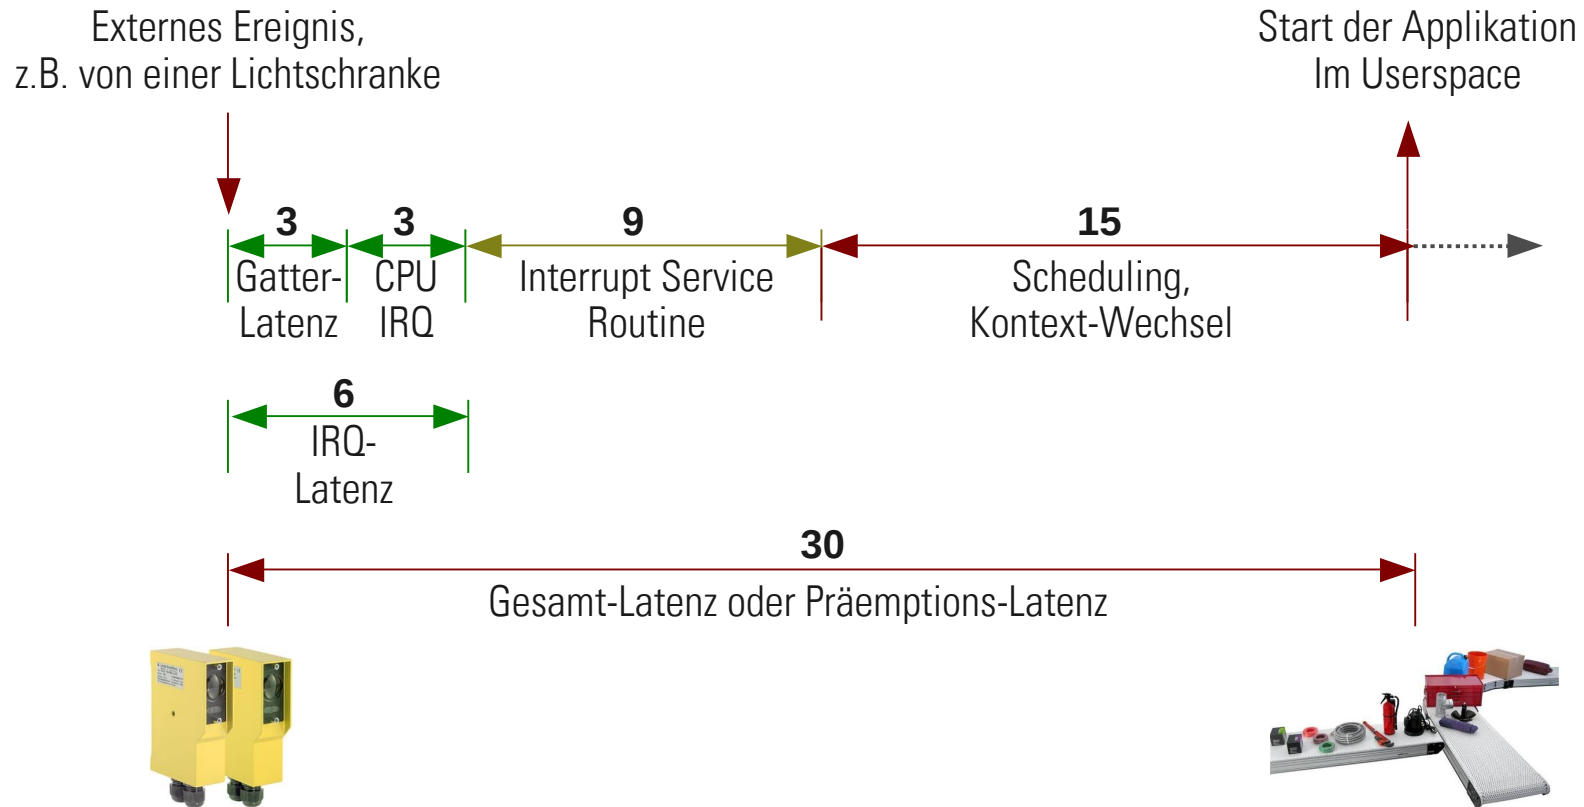 Externes Ereignis,
z.B. von einer Lichtschranke
Start der Applikation
Im Userspace
3
3
9
15
Gatter-
Latenz
CPU
IRQ
Interrupt Service
Routine
Scheduling,
Kontext-Wechsel
6
IRQ-
Latenz
30
Gesamt-Latenz oder Präemptions-Latenz